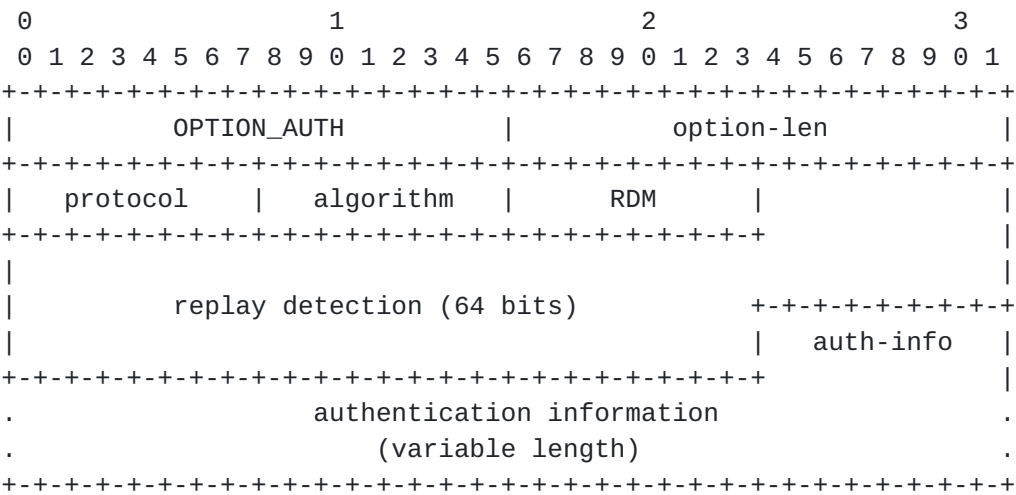 0                   1                   2                   3
 0 1 2 3 4 5 6 7 8 9 0 1 2 3 4 5 6 7 8 9 0 1 2 3 4 5 6 7 8 9 0 1
+-+-+-+-+-+-+-+-+-+-+-+-+-+-+-+-+-+-+-+-+-+-+-+-+-+-+-+-+-+-+-+-+
|          OPTION_AUTH          |          option-len           |
+-+-+-+-+-+-+-+-+-+-+-+-+-+-+-+-+-+-+-+-+-+-+-+-+-+-+-+-+-+-+-+-+
|   protocol    |   algorithm   |      RDM      |               |
+-+-+-+-+-+-+-+-+-+-+-+-+-+-+-+-+-+-+-+-+-+-+-+-+               |
|                                                               |
|          replay detection (64 bits)           +-+-+-+-+-+-+-+-+
|                                               |   auth-info   |
+-+-+-+-+-+-+-+-+-+-+-+-+-+-+-+-+-+-+-+-+-+-+-+-+               |
.                   authentication information                  .
.                       (variable length)                       .
+-+-+-+-+-+-+-+-+-+-+-+-+-+-+-+-+-+-+-+-+-+-+-+-+-+-+-+-+-+-+-+-+